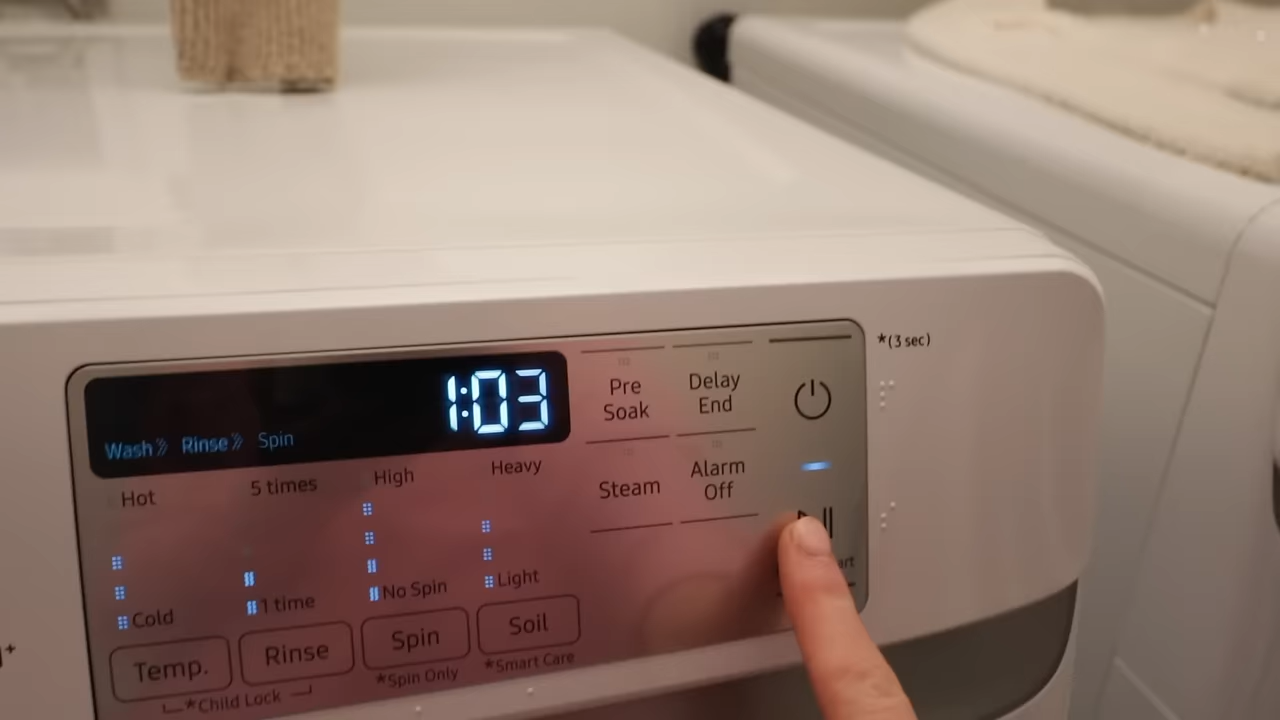 1:03
Wash» Rinse» Spin
Hot
5 times
High
Heavy
Cold
1 time
No Spin
Light
Temp.
Rinse
Spin
Soil
*Child Lock
*Spin Only
*Smart Care
Pre
Soak
Delay
End
Steam
Alarm
Off
*(3 sec)